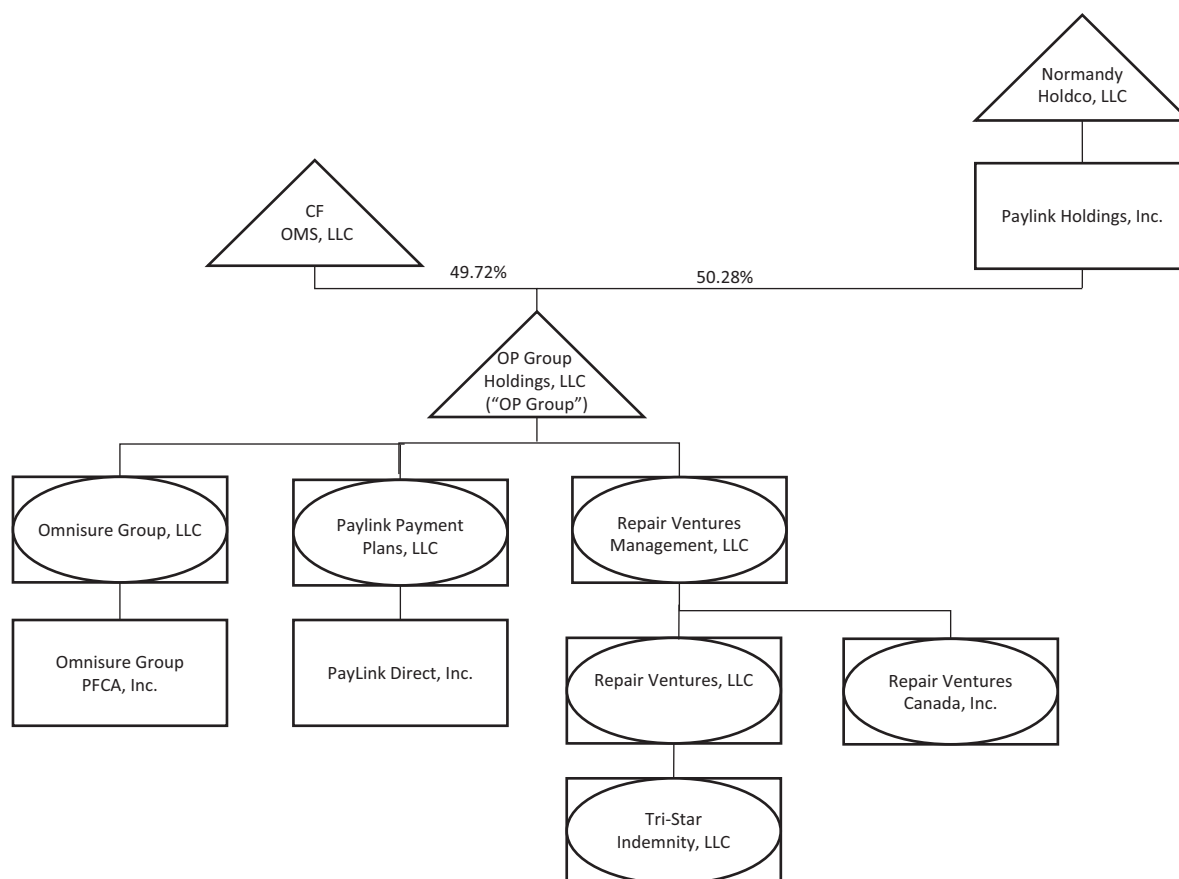 Normandy
Holdco, LLC
CF
OMS, LLC
Paylink Holdings, Inc.
49.72%
50.28%
OP Group
Holdings, LLC
(“OP Group”)
Omnisure Group, LLC
Paylink Payment
Plans, LLC
Repair Ventures
Management, LLC
Omnisure Group
PFCA, Inc.
PayLink Direct, Inc.
Repair Ventures, LLC
Repair Ventures
Canada, Inc.
Tri-Star
Indemnity, LLC